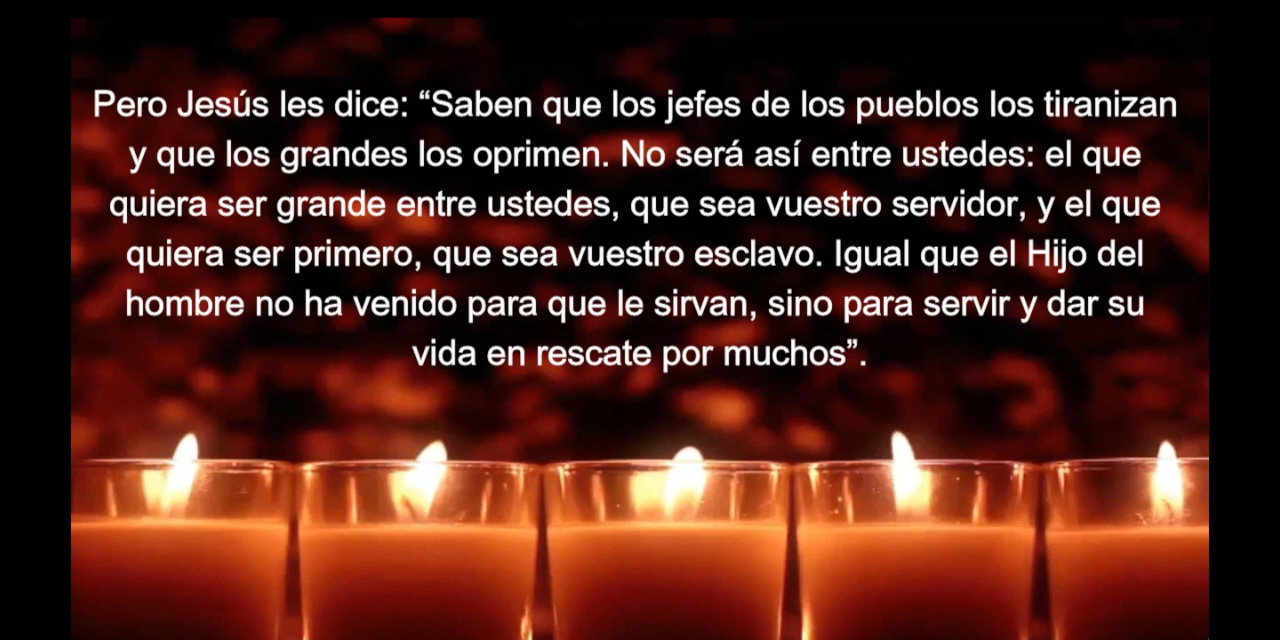 Pero Jesús les dice: “Saben que los jefes de los pueblos los tiranizan
y que los grandes los oprimen. No será así entre ustedes: el que
quiera ser grande entre ustedes, que sea vuestro servidor, y el que
quiera ser primero, que sea vuestro esclavo. Igual que el Hijo del
hombre no ha venido para que le sirvan, sino para servir y dar su
vida en rescate por muchos”.